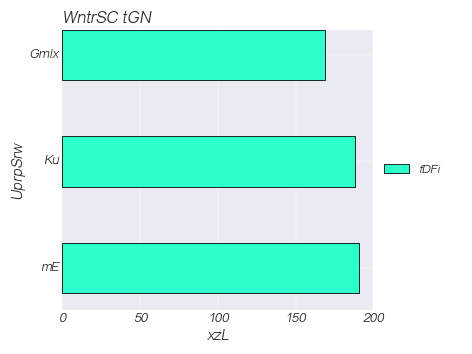 WntrSC tGN
Gmlx
Ku
mE
UprpSrw
0 50 100 150 200
xzL
fDFi